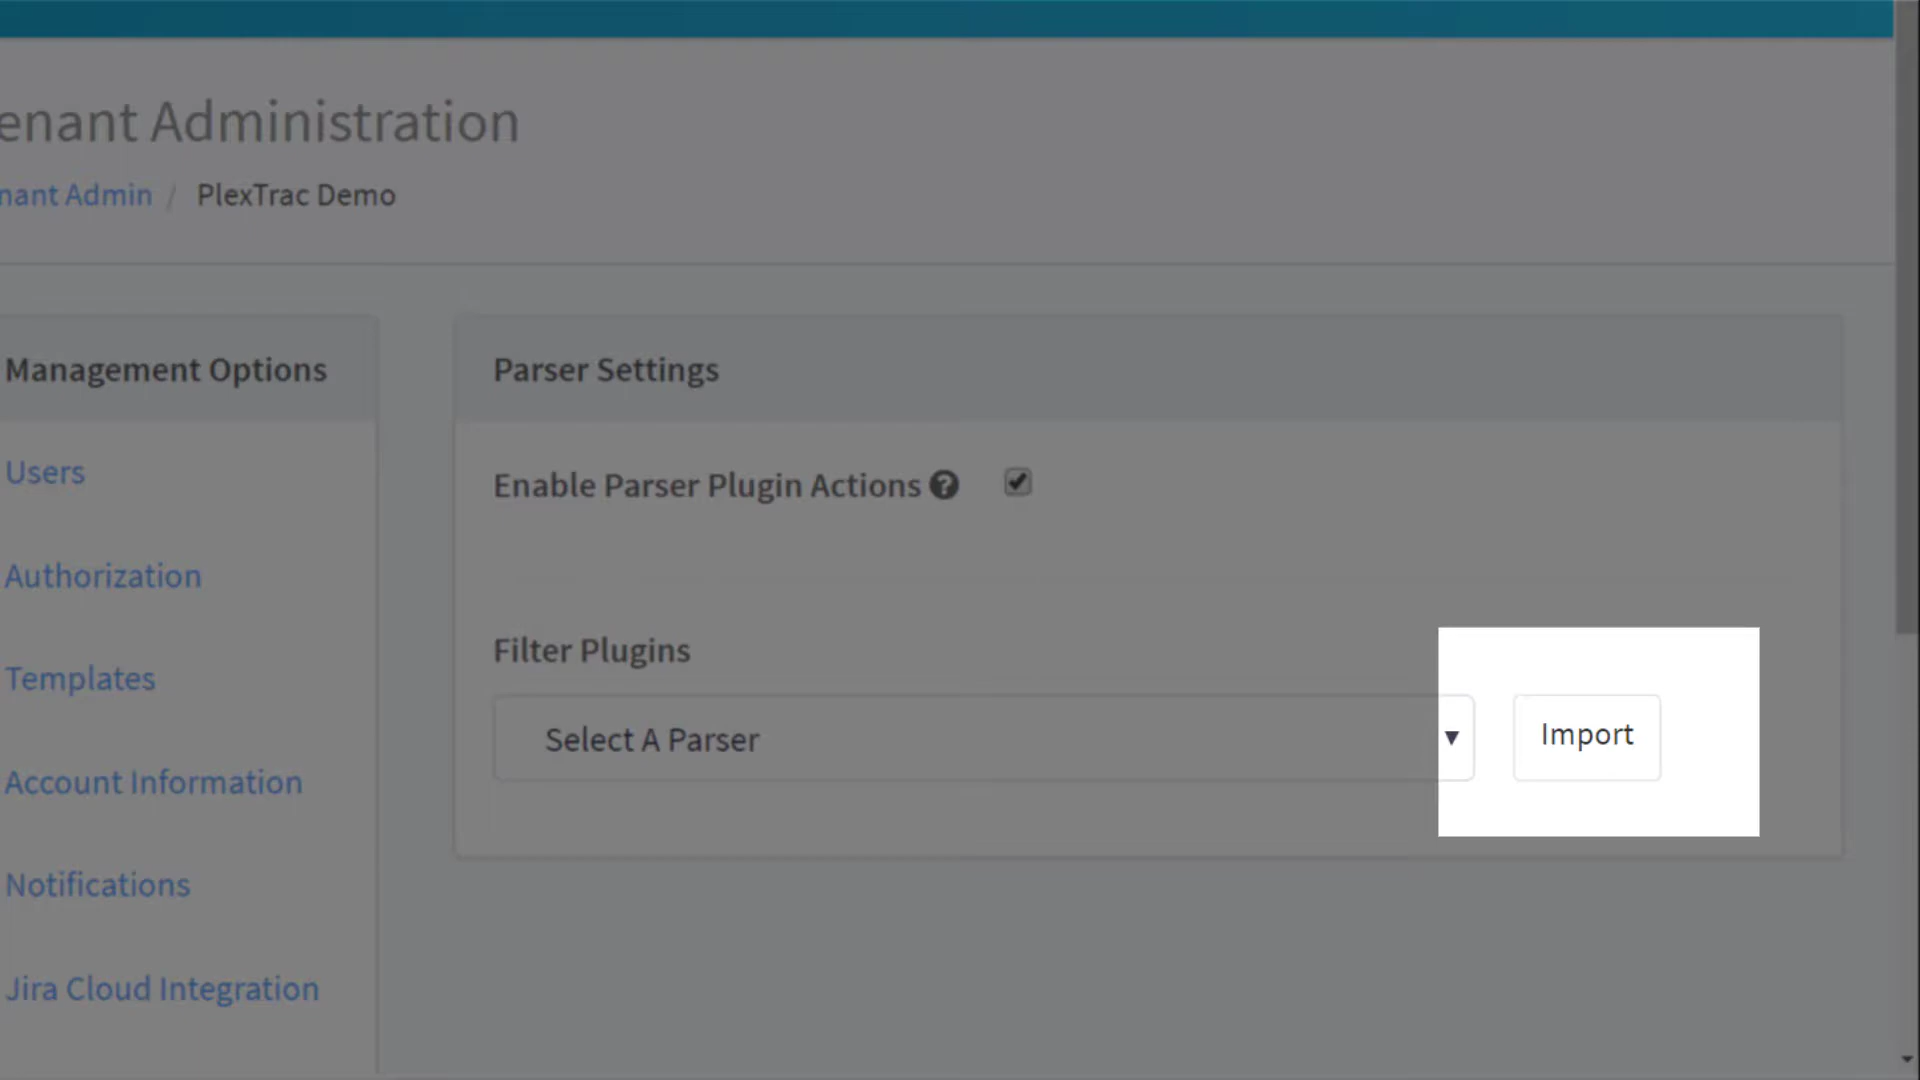 enant Administration
nant Admin / PlexTrac Demo
Management Options
Users
Authorization
Templates
Account Information
Notifications
Jira Cloud Integration
Parser Settings
Enable Parser Plugin Actions ?
Filter Plugins
Select A Parser
Import